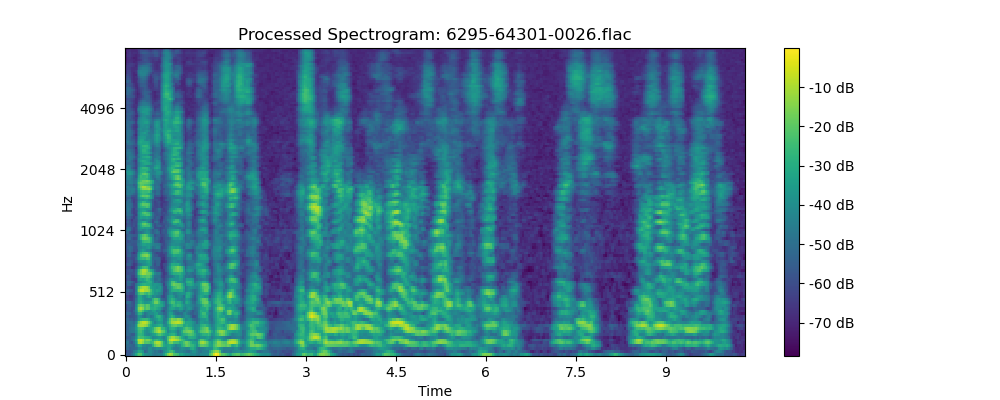 Processed Spectrogram: 6295-64301-0026.flac
Hz
4096
2048
1024
512
0
0 1.5 3 4.5 6 7.5 9
Time
-10 dB
-20 dB
-30 dB
-40 dB
-50 dB
-60 dB
-70 dB